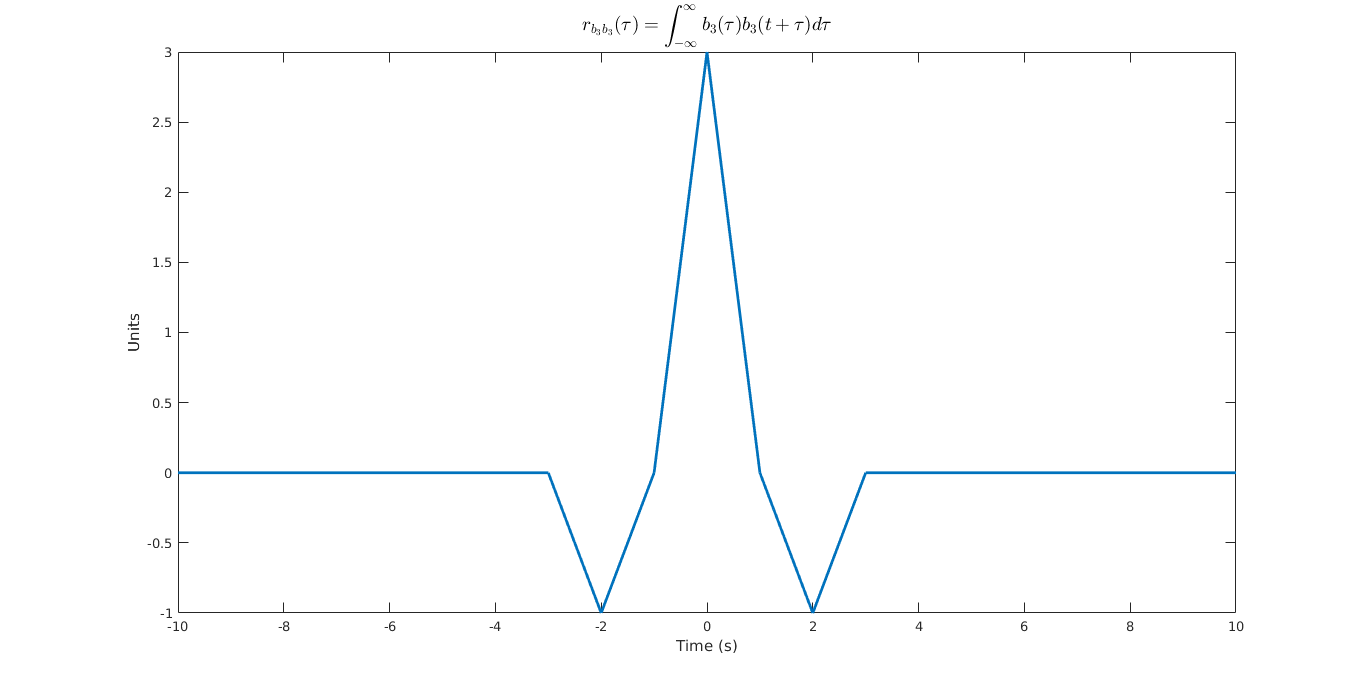 r_{b_3b_3}(τ) = ∫_{-∞}^{∞} b_3(τ)b_3(t + τ)dτ
3
2.5
2
1.5
1
0.5
0
-0.5
-1
Units
-10 -8 -6 -4 -2 0 2 4 6 8 10
Time (s)